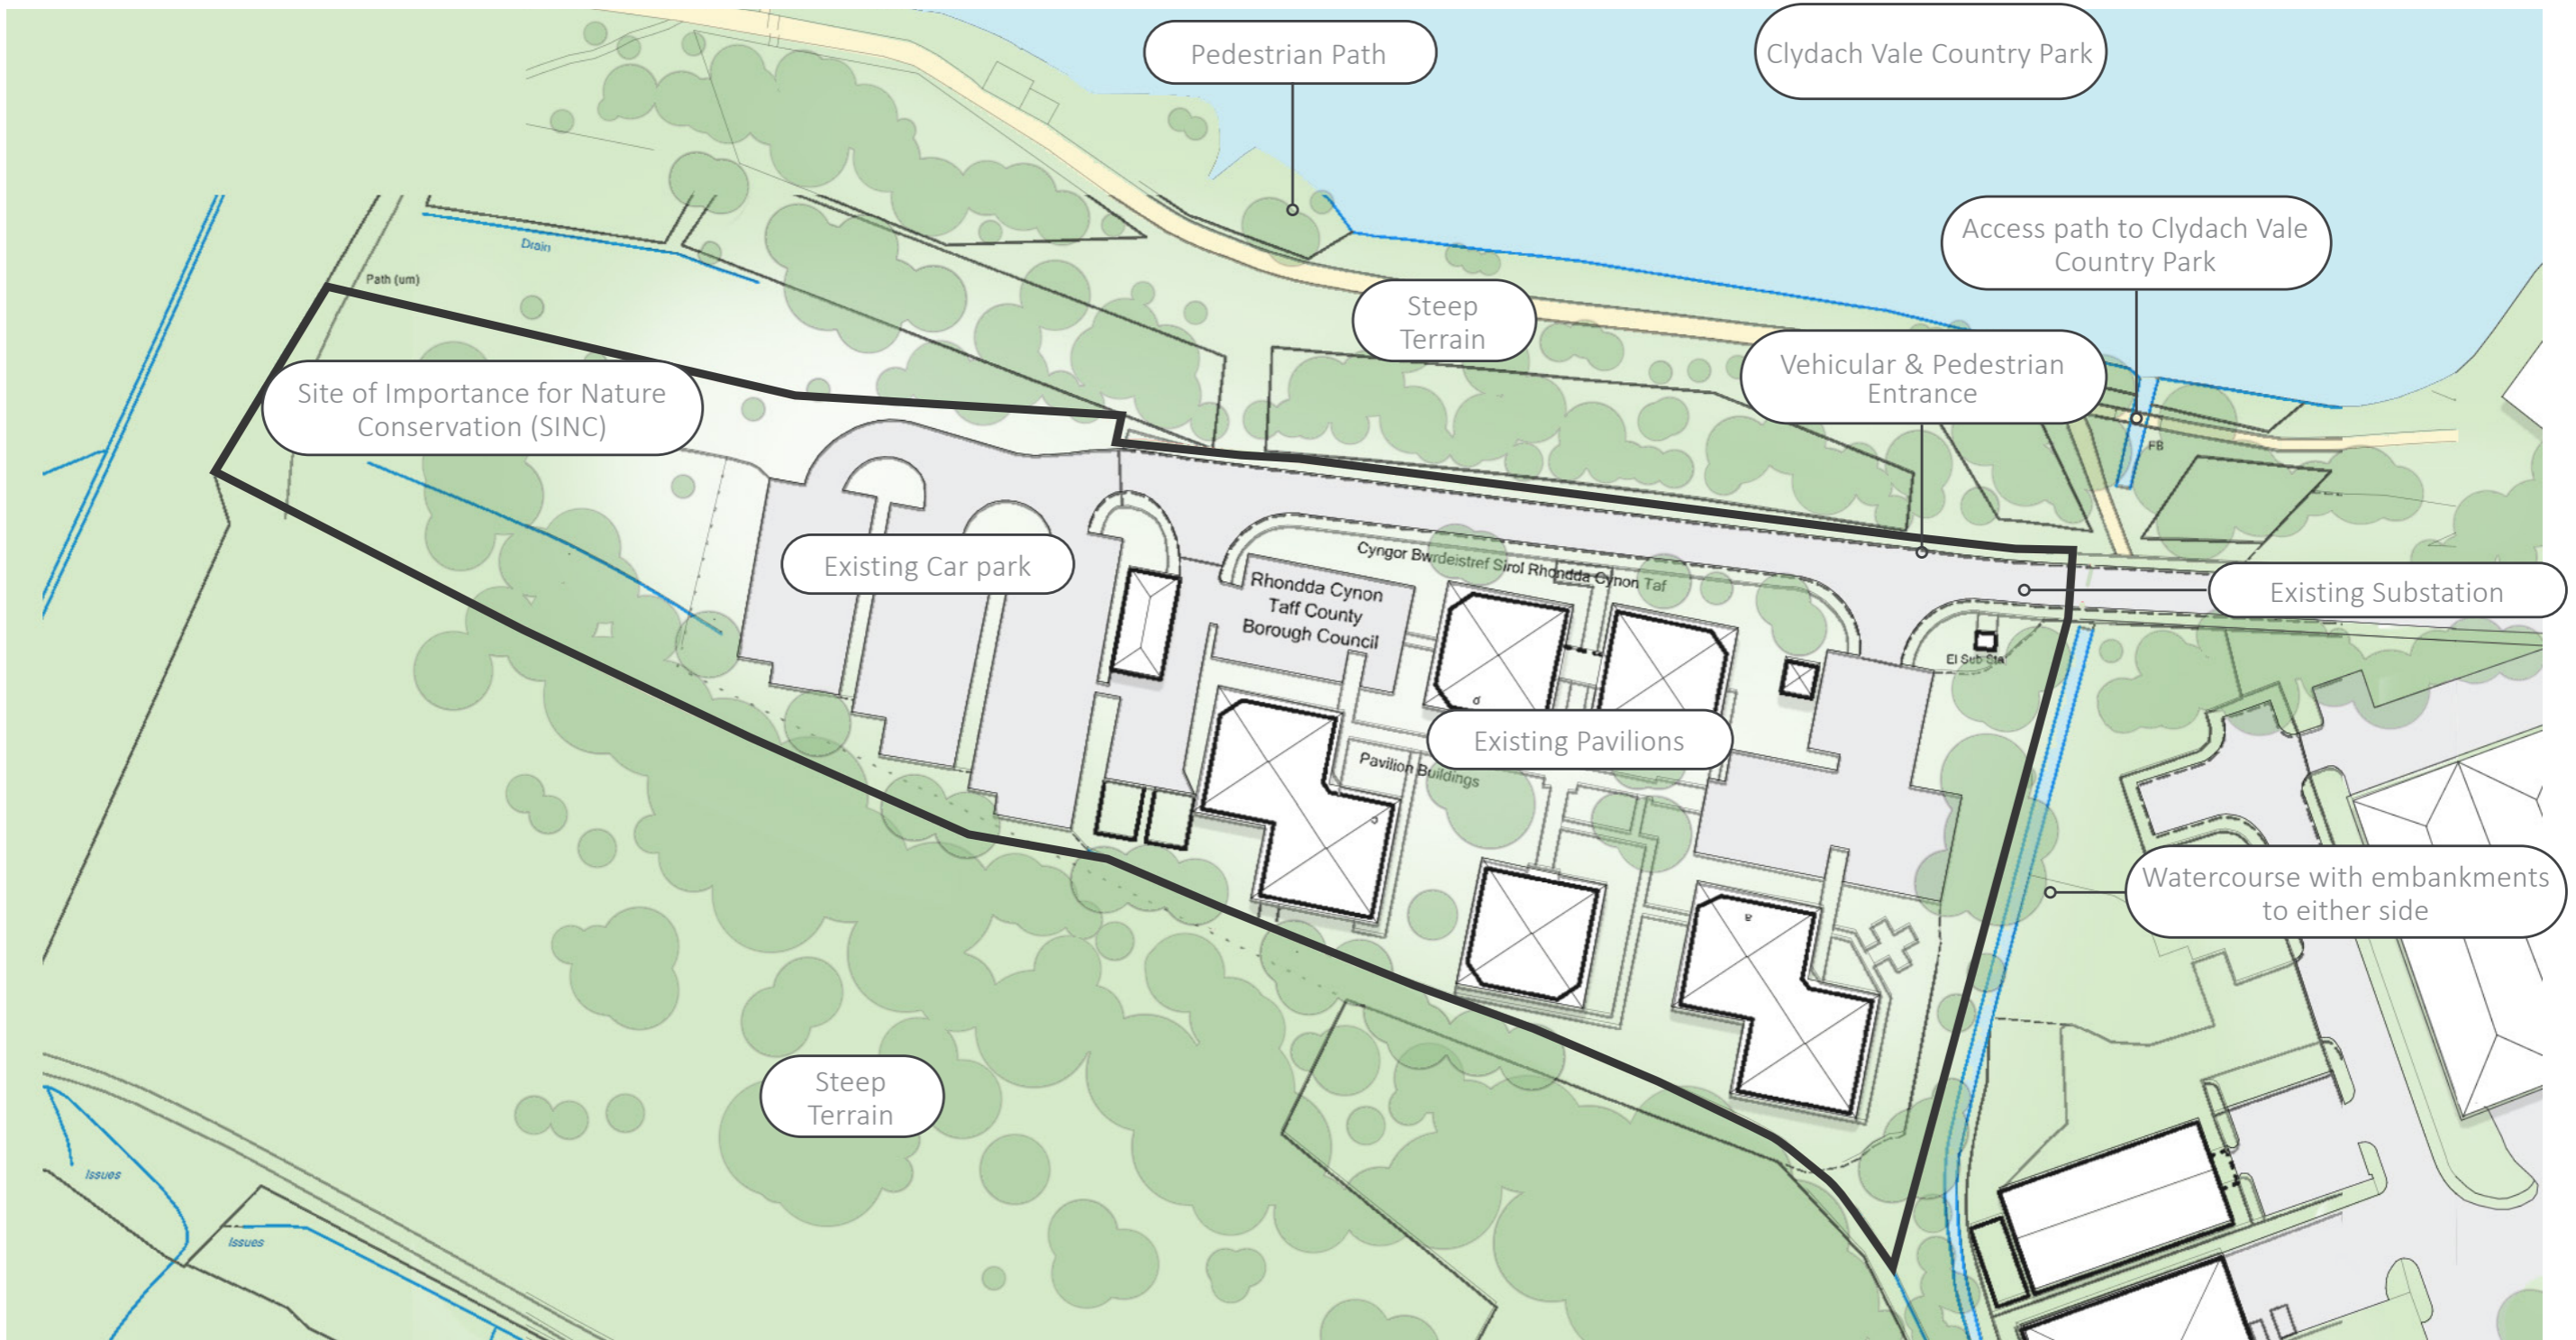 Clydach Vale Country Park
Pedestrian Path
Access path to Clydach Vale
Country Park
Drain
Path (um)
Steep
Terrain
Vehicular & Pedestrian
Entrance
Site of Importance for Nature
Conservation (SINC)
FB
Existing Car park
Cyngor Bwrdeistref Sirol Rhondda Cynon Taf
Rhondda Cynon
Taff County
Borough Council
Existing Substation
El Sub Sta
Existing Pavilions
Pavilion Buildings
Watercourse with embankments
to either side
Steep
Terrain
Issues
Issues